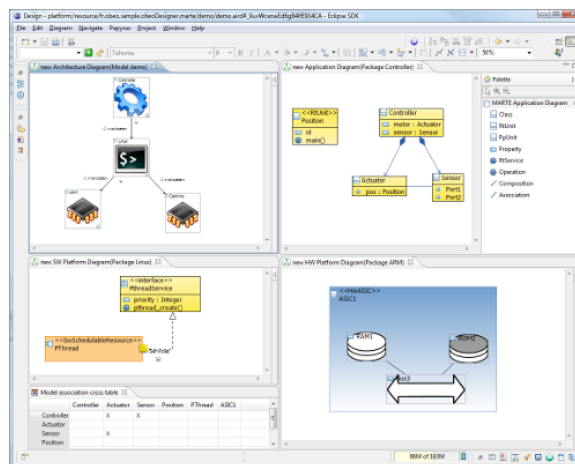 Design - platform:/resource/fr.obeo.sample.obeoDesigner.marte/demo/demo.aird - Eclipse SDK
File Edit Diagram Navigate Papyrus Project Window Help
Tahoma
50%
new Architecture Diagram(Model demo)
Controller
new Application Diagram(Package Controller)
<<RtUnit>>
Position
id
main()
Controller
motor : Actuator
sensor : Sensor
Actuator
pos : Position
Sensor
Port1
Port2
Palette
MARTE Application Diagram
Class
RtUnit
PpUnit
Property
RtService
Operation
Composition
Association
new SW Platform Diagram(Package Linux)
<<interface>>
PthreadService
priority : Integer
pthread_create()
<<SwSchedulableResource>>
PThread
new HW Platform Diagram(Package ARM)
<<HwASIC>>
ASIC1
RAM1
Bus3
Model association cross table
Controller Actuator Sensor Position PThread ASIC1
Controller X X
Actuator
Sensor X
Position
88M of 163M